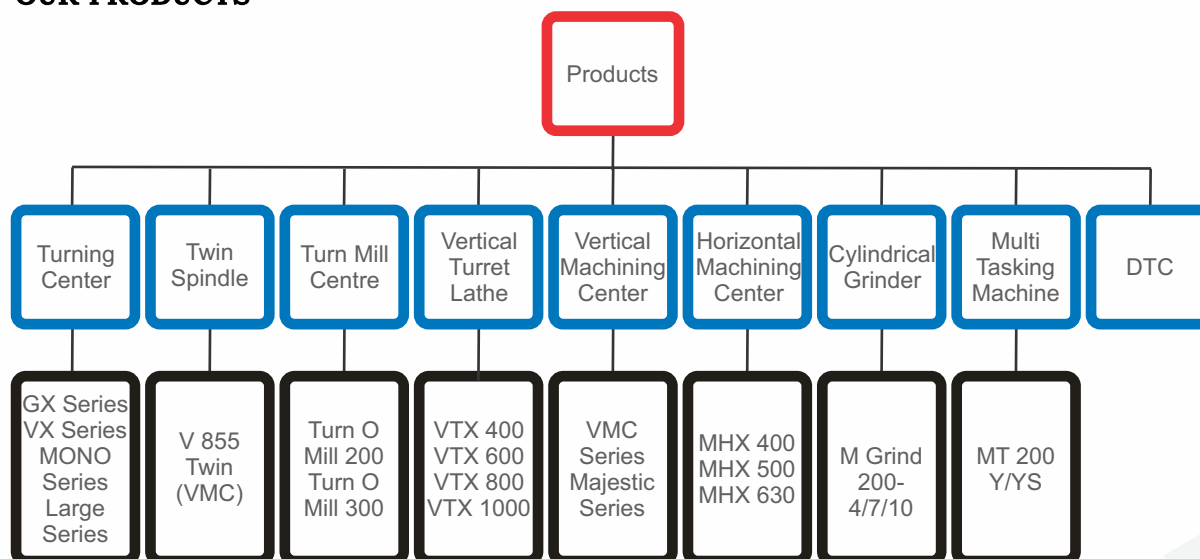 OUR PRODUCTS
Products
Turning
Center
Twin
Spindle
Turn Mill
Centre
Vertical
Turret
Lathe
Vertical
Machining
Center
Horizontal
Machining
Center
Cylindrical
Grinder
Multi
Tasking
Machine
DTC
GX Series
VX Series
MONO
Series
Large
Series
V 855
Twin
(VMC)
Turn O
Mill 200
Turn O
Mill 300
VTX 400
VTX 600
VTX 800
VTX 1000
VMC
Series
Majestic
Series
MHX 400
MHX 500
MHX 630
M Grind
200-
4/7/10
MT 200
Y/YS